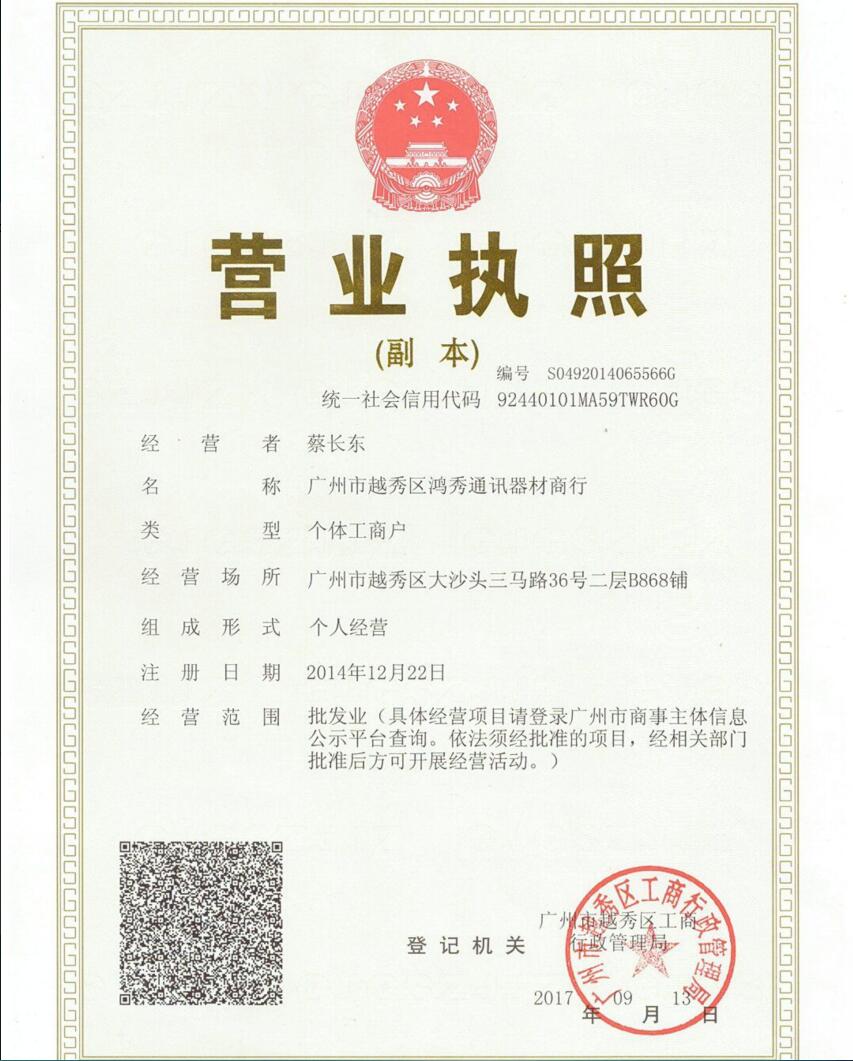 营业执照
(副 本)
编号 S0492014065566G
统一社会信用代码 92440101MA59TWR60G
经营者 蔡长东
名称 广州市越秀区鸿秀通讯器材商行
类型 个体工商户
经营场所 广州市越秀区大沙头三马路36号二层B868铺
组成形式 个人经营
注册日期 2014年12月22日
经营范围 批发业（具体经营项目请登录广州市商事主体信息
公示平台查询。依法须经批准的项目，经相关部门
批准后方可开展经营活动。）
广州市越秀区工商行政管理局
广州市越秀区工商
登记机关 行政管理局
2017年09月13日